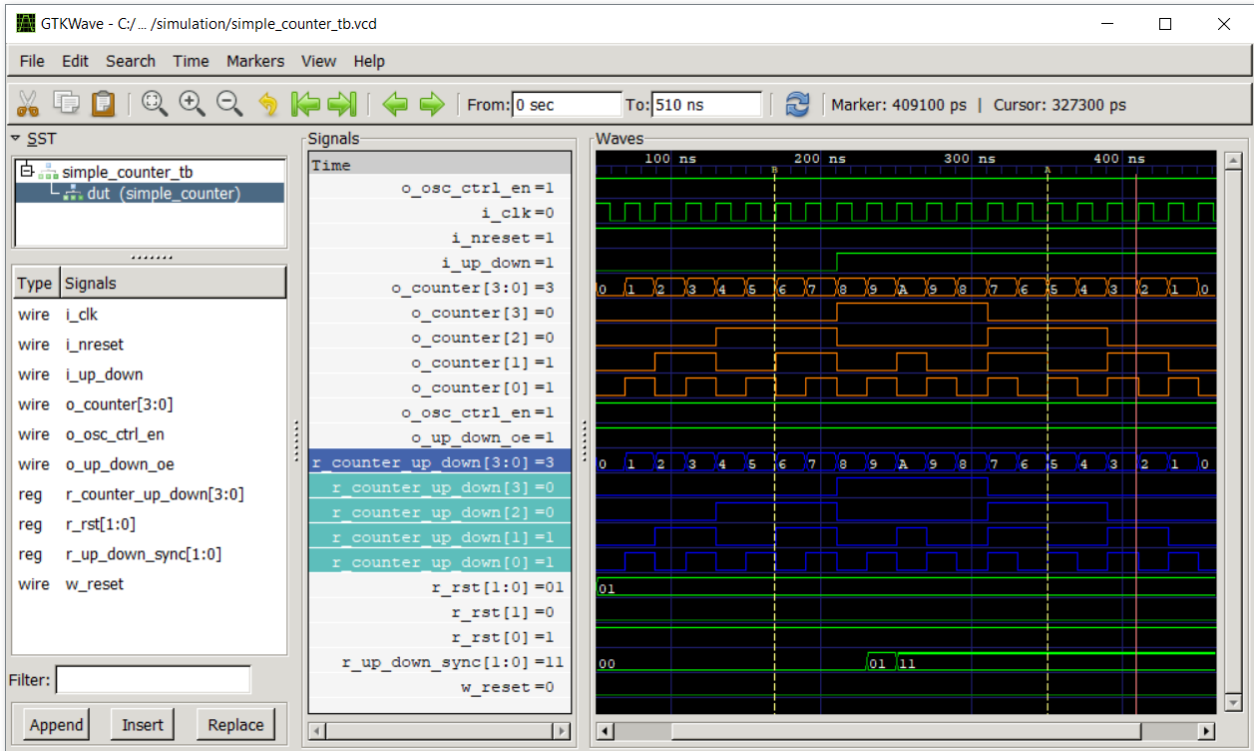 GTKWave - C:/ ... /simulation/simple_counter_tb.vcd
File Edit Search Time Markers View Help
From: 0 sec To: 510 ns Marker: 409100 ps | Cursor: 327300 ps
SST
simple_counter_tb
dut (simple_counter)
Type Signals
wire i_clk
wire i_nreset
wire i_up_down
wire o_counter[3:0]
wire o_osc_ctrl_en
wire o_up_down_oe
reg r_counter_up_down[3:0]
reg r_rst[1:0]
reg r_up_down_sync[1:0]
wire w_reset
Filter:
Append Insert Replace
Signals
Time
o_osc_ctrl_en=1
i_clk=0
i_nreset=1
i_up_down=1
o_counter[3:0]=3
o_counter[3]=0
o_counter[2]=0
o_counter[1]=1
o_counter[0]=1
o_osc_ctrl_en=1
o_up_down_oe=1
r_counter_up_down[3:0]=3
r_counter_up_down[3]=0
r_counter_up_down[2]=0
r_counter_up_down[1]=1
r_counter_up_down[0]=1
r_rst[1:0]=01
r_rst[1]=0
r_rst[0]=1
r_up_down_sync[1:0]=11
w_reset=0
Waves
100 ns 200 ns 300 ns 400 ns
B A
0 1 2 3 4 5 6 7 8 9 A 9 8 7 6 5 4 3 2 1 0
0 1 2 3 4 5 6 7 8 9 A 9 8 7 6 5 4 3 2 1 0
01
00 01 11